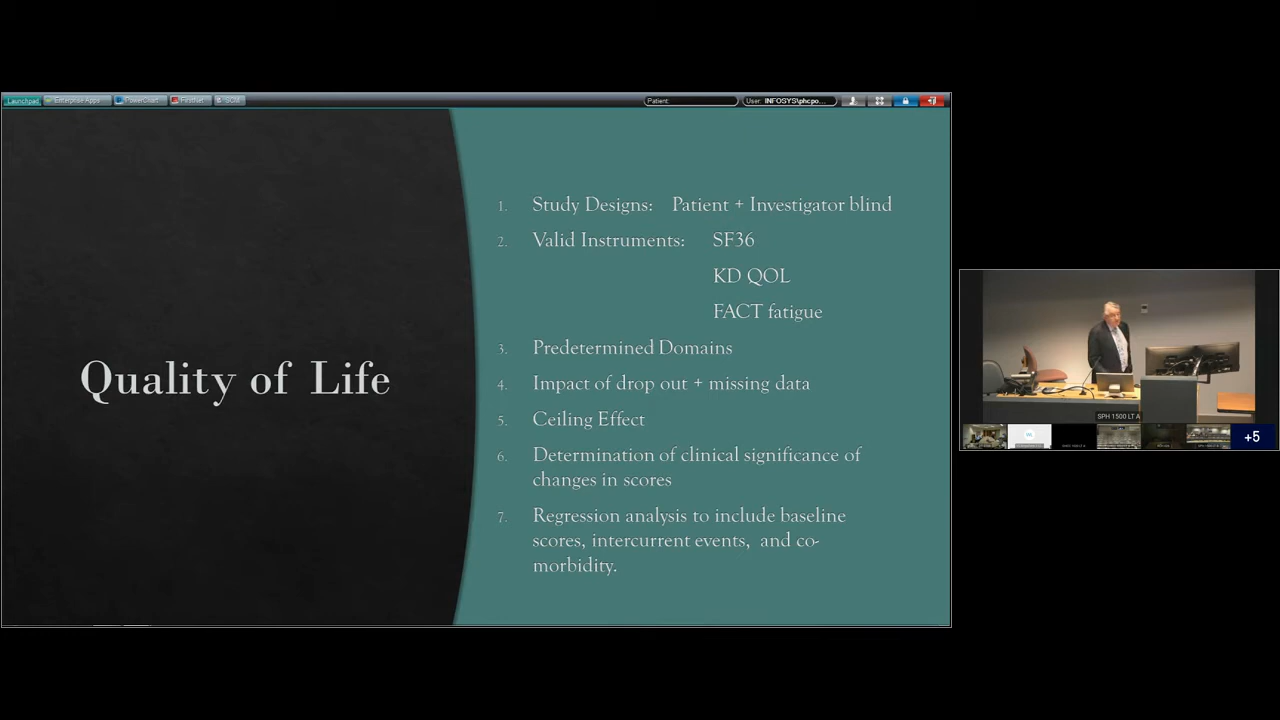 Launchpad
Enterprise Apps
PowerChart
FirstNet
SCM
Patient:
User: INFOSYS\phcpo...
Quality of Life
1. Study Designs: Patient + Investigator blind
2. Valid Instruments: SF36
KD QOL
FACT fatigue
3. Predetermined Domains
4. Impact of drop out + missing data
5. Ceiling Effect
6. Determination of clinical significance of
changes in scores
7. Regression analysis to include baseline
scores, intercurrent events, and co-
morbidity.
SPH 1500 LT A
+5